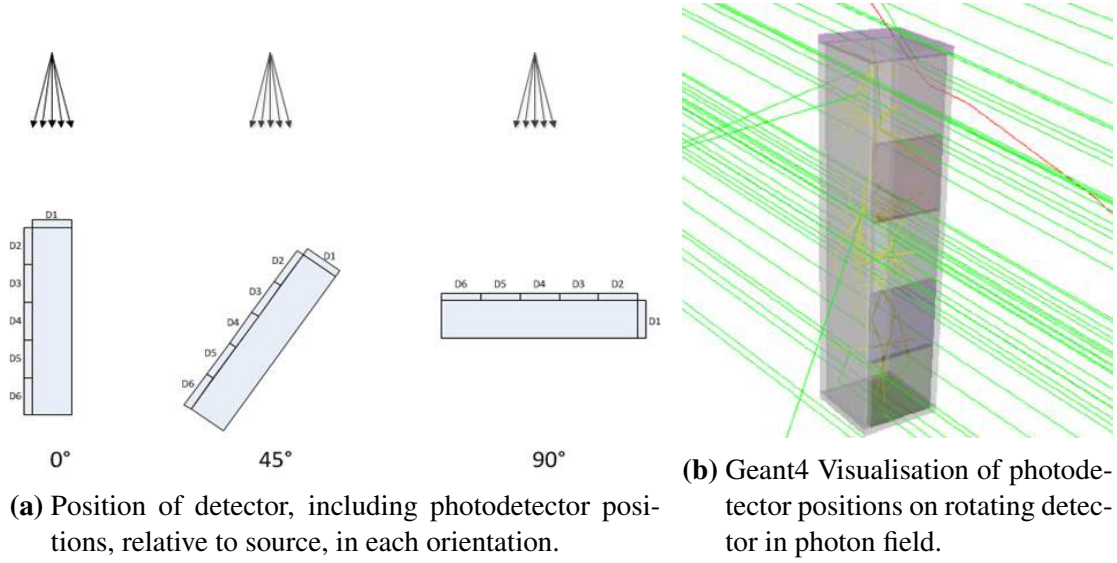 D1
D2
D3
D4
D5
D6
0°
D1
D2
D3
D4
D5
D6
45°
D6 D5 D4 D3 D2
D1
90°
(a) Position of detector, including photodetector posi-
tions, relative to source, in each orientation.
(b) Geant4 Visualisation of photode-
tector positions on rotating detec-
tor in photon field.